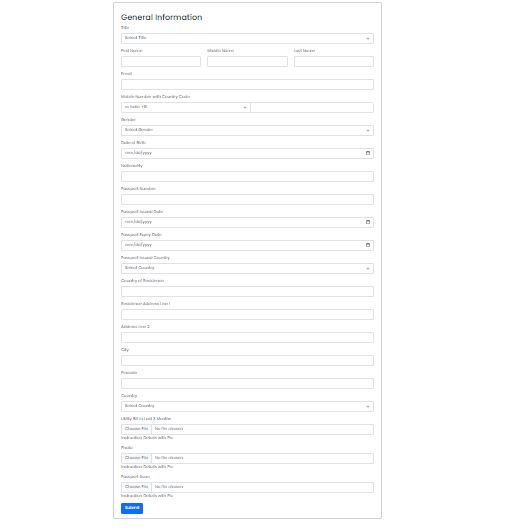 General Information
Title
Select Title
First Name Middle Name Last Name
Email
Mobile Number with Country Code
Gender
Select Gender
Date of Birth
mm/dd/yyyy
Nationality
Passport Number
Passport Issued Date
mm/dd/yyyy
Passport Expiry Date
mm/dd/yyyy
Passport Issued Country
Select Country
Country of Residence
Residence Address Line 1
Address Line 2
City
Pincode
Country
Select Country
Utility Bill In Last 3 Months
Choose File No file chosen
Instruction Details with Pic
Photo
Choose File No file chosen
Instruction Details with Pic
Passport Scan
Choose File No file chosen
Instruction Details with Pic
Submit